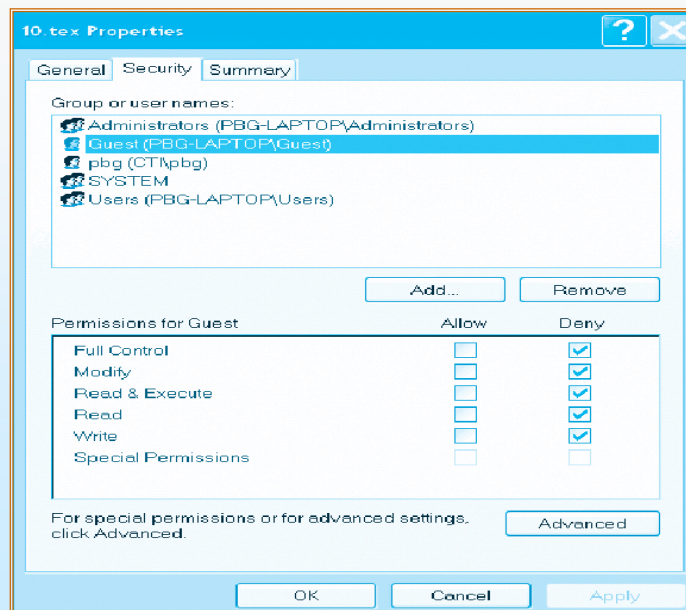 10.tex Properties
General Security Summary
Group or user names:
Administrators (PBG-LAPTOP\Administrators)
Guest (PBG-LAPTOP\Guest)
pbg (CTI\pbg)
SYSTEM
Users (PBG-LAPTOP\Users)
Add... Remove
Permissions for Guest Allow Deny
Full Control
Modify
Read & Execute
Read
Write
Special Permissions
For special permissions or for advanced settings,
click Advanced.
Advanced
OK Cancel Apply